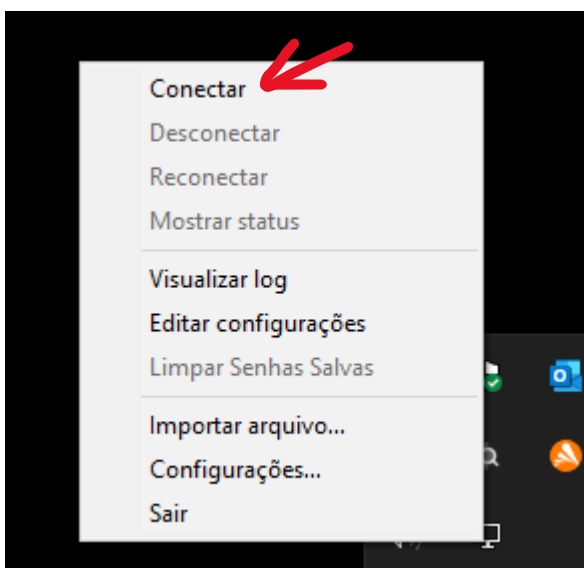 Conectar
Desconectar
Reconectar
Mostrar status
Visualizar log
Editar configurações
Limpar Senhas Salvas
Importar arquivo...
Configurações...
Sair